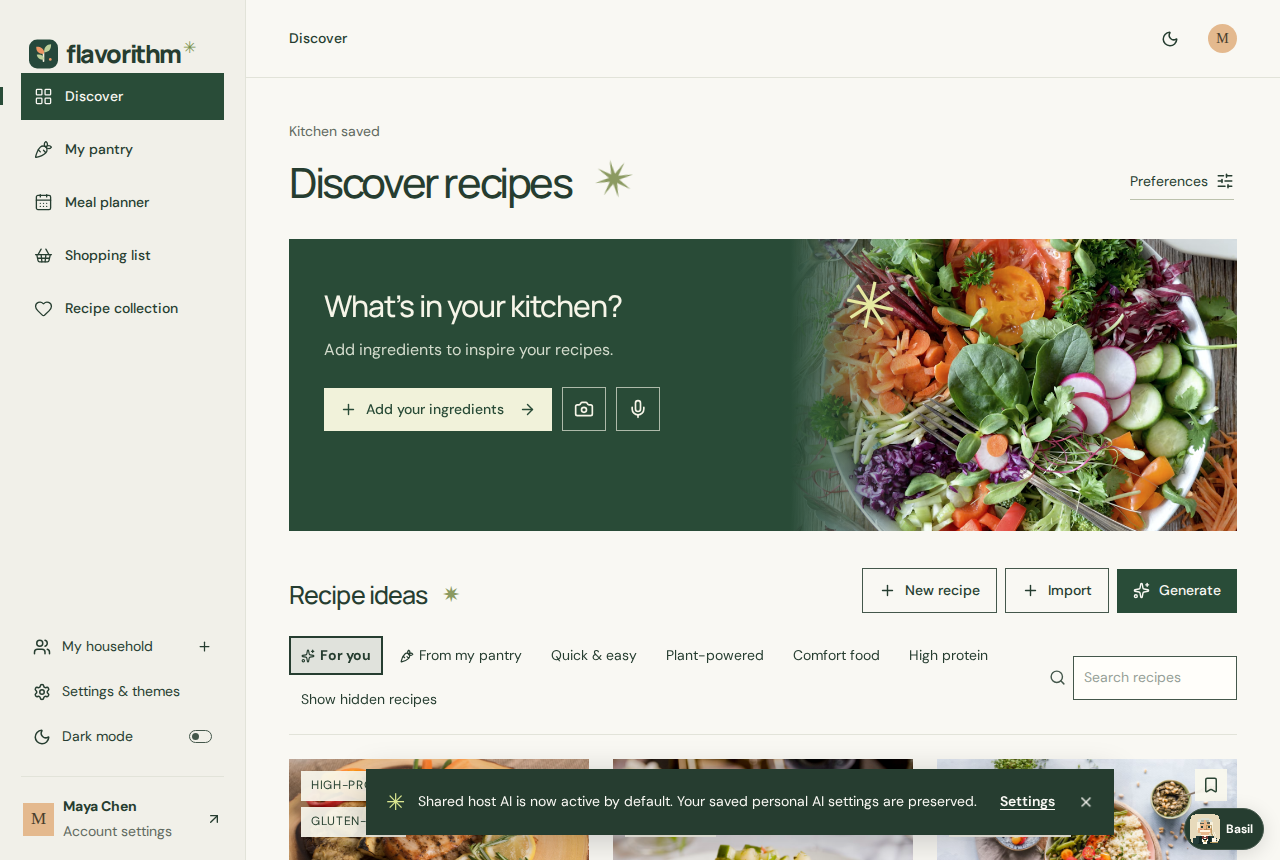 flavorithm
Discover
My pantry
Meal planner
Shopping list
Recipe collection
My household
Settings & themes
Dark mode
M
Maya Chen
Account settings
Discover
M
Kitchen saved
Discover recipes
Preferences
What's in your kitchen?
Add ingredients to inspire your recipes.
Add your ingredients
Recipe ideas
New recipe
Import
Generate
For you
From my pantry
Quick & easy
Plant-powered
Comfort food
High protein
Show hidden recipes
Search recipes
GLUTEN-
Shared host AI is now active by default. Your saved personal AI settings are preserved.
Settings
Basil